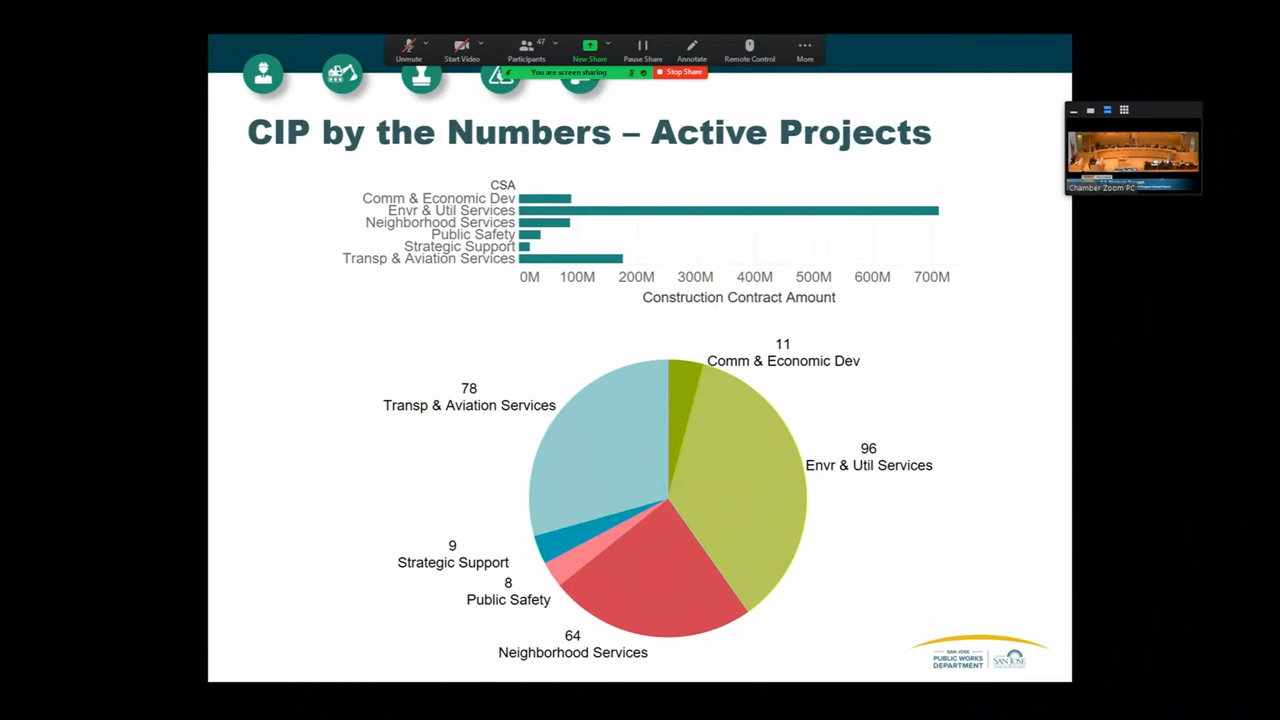 47
Unmute
Start Video
Participants
New Share
Pause Share
Annotate
Remote Control
More
You are screen sharing
Stop Share
CIP by the Numbers – Active Projects
Chamber Zoom PC
CSA
Comm & Economic Dev
Envr & Util Services
Neighborhood Services
Public Safety
Strategic Support
Transp & Aviation Services
0M 100M 200M 300M 400M 500M 600M 700M
Construction Contract Amount
11
Comm & Economic Dev
78
Transp & Aviation Services
96
Envr & Util Services
9
Strategic Support
8
Public Safety
64
Neighborhood Services
SAN JOSE
PUBLIC WORKS
DEPARTMENT
SAN JOSE